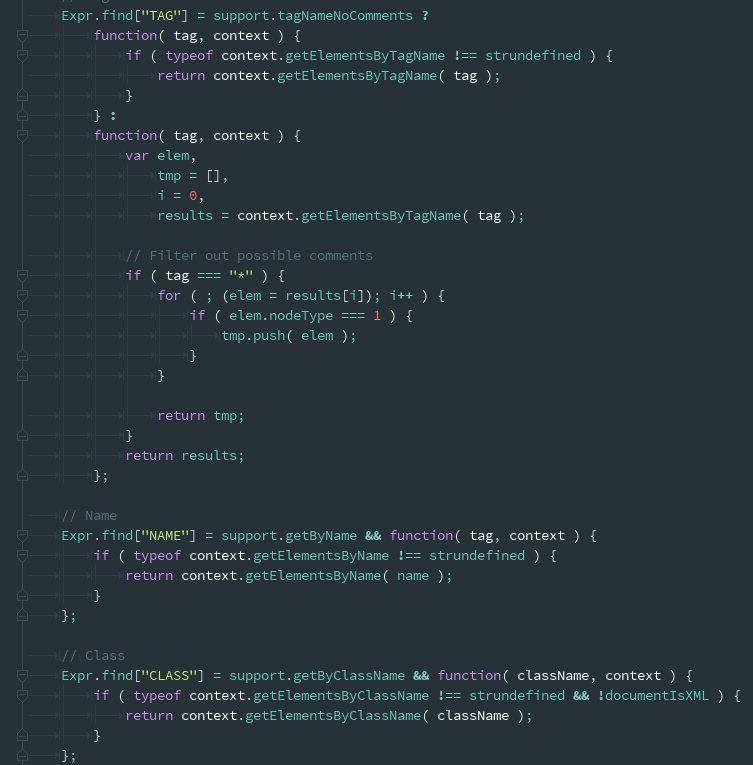 Expr.find["TAG"] = support.tagNameNoComments ?
function( tag, context ) {
if ( typeof context.getElementsByTagName !== strundefined ) {
return context.getElementsByTagName( tag );
}
} :
function( tag, context ) {
var elem,
tmp = [],
i = 0,
results = context.getElementsByTagName( tag );
// Filter out possible comments
if ( tag === "*" ) {
for ( ; (elem = results[i]); i++ ) {
if ( elem.nodeType === 1 ) {
tmp.push( elem );
}
}
return tmp;
}
return results;
};
// Name
Expr.find["NAME"] = support.getByName && function( tag, context ) {
if ( typeof context.getElementsByName !== strundefined ) {
return context.getElementsByName( name );
}
};
// Class
Expr.find["CLASS"] = support.getByClassName && function( className, context ) {
if ( typeof context.getElementsByClassName !== strundefined && !documentIsXML ) {
return context.getElementsByClassName( className );
}
};